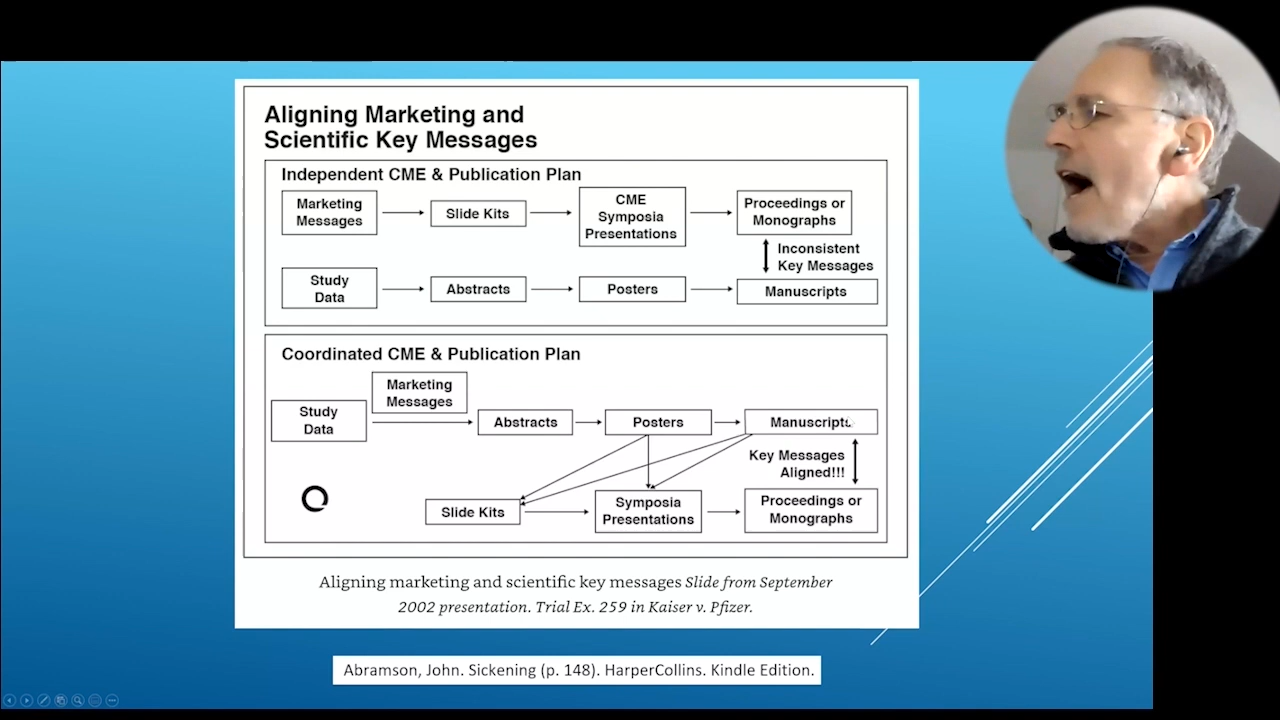 Aligning Marketing and
Scientific Key Messages
Independent CME & Publication Plan
Marketing
Messages
Slide Kits
CME
Symposia
Presentations
Proceedings or
Monographs
Inconsistent
Key Messages
Study
Data
Abstracts
Posters
Manuscripts
Coordinated CME & Publication Plan
Marketing
Messages
Study
Data
Abstracts
Posters
Manuscripts
Key Messages
Aligned!!!
Slide Kits
Symposia
Presentations
Proceedings or
Monographs
Aligning marketing and scientific key messages Slide from September
2002 presentation. Trial Ex. 259 in Kaiser v. Pfizer.
Abramson, John. Sickening (p. 148). HarperCollins. Kindle Edition.